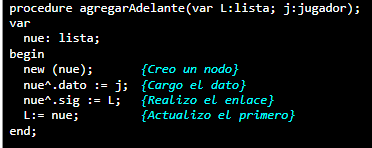 procedure agregarAdelante(var L:lista; j:jugador);
var
  nue: lista;
begin
  new (nue);      {Creo un nodo}
  nue^.dato := j; {Cargo el dato}
  nue^.sig := L;  {Realizo el enlace}
  L:= nue;        {Actualizo el primero}
end;